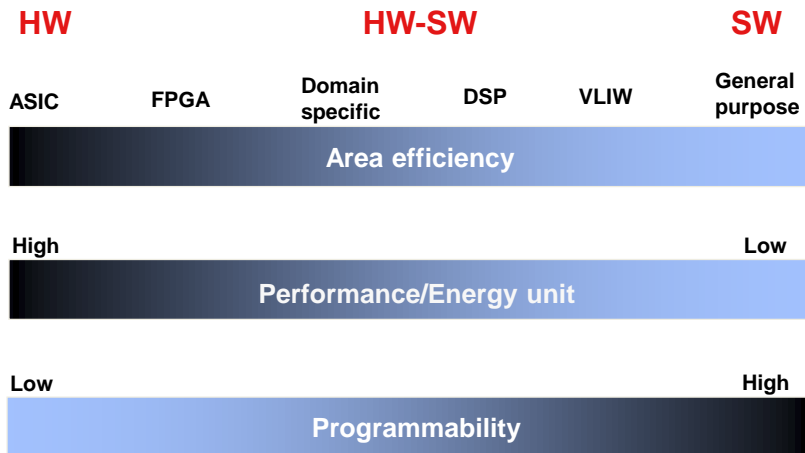 HW HW-SW SW
ASIC FPGA Domain specific DSP VLIW General purpose
Area efficiency
High Low
Performance/Energy unit
Low High
Programmability